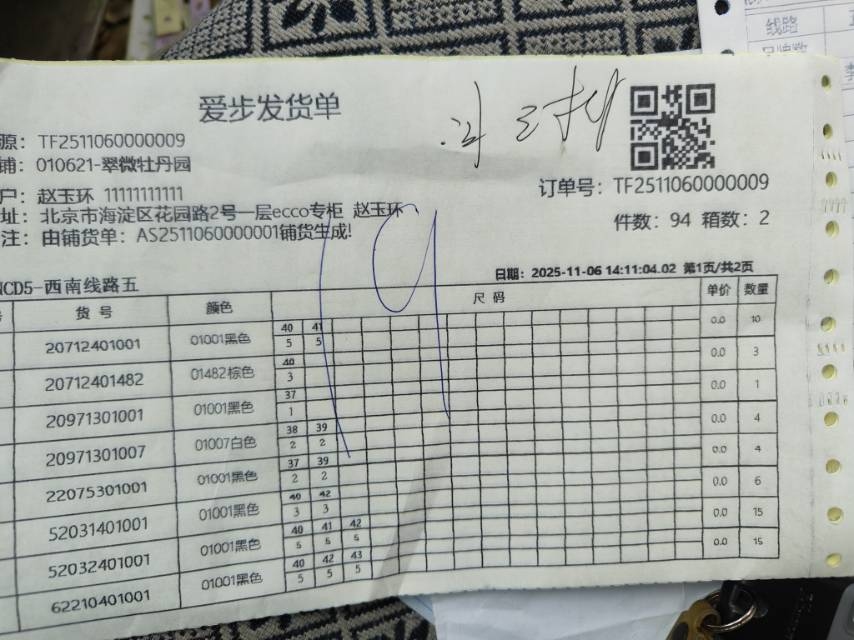 线路
爱步发货单
源：TF2511060000009
铺：010621-翠微牡丹园
户：赵玉环 11111111111
址：北京市海淀区花园路2号一层ecco专柜 赵玉环
注：由铺货单：AS2511060000001铺货生成!
订单号：TF2511060000009
件数：94 箱数：2
19
NCD5-西南线路五
日期：2025-11-06 14:11:04.02 第1页/共2页
货 号 颜色 尺 码 单价 数量
20712401001 01001黑色 40 41 0.0 10
5 5
20712401482 01482棕色 40 0.0 3
3
20971301001 01001黑色 37 0.0 1
1
20971301007 01007白色 38 39 0.0 4
2 2
22075301001 01001黑色 37 39 0.0 4
2 2
52031401001 01001黑色 40 42 0.0 6
3 3
52032401001 01001黑色 40 41 42 0.0 15
5 5 5
62210401001 01001黑色 40 42 43 0.0 15
5 5 5